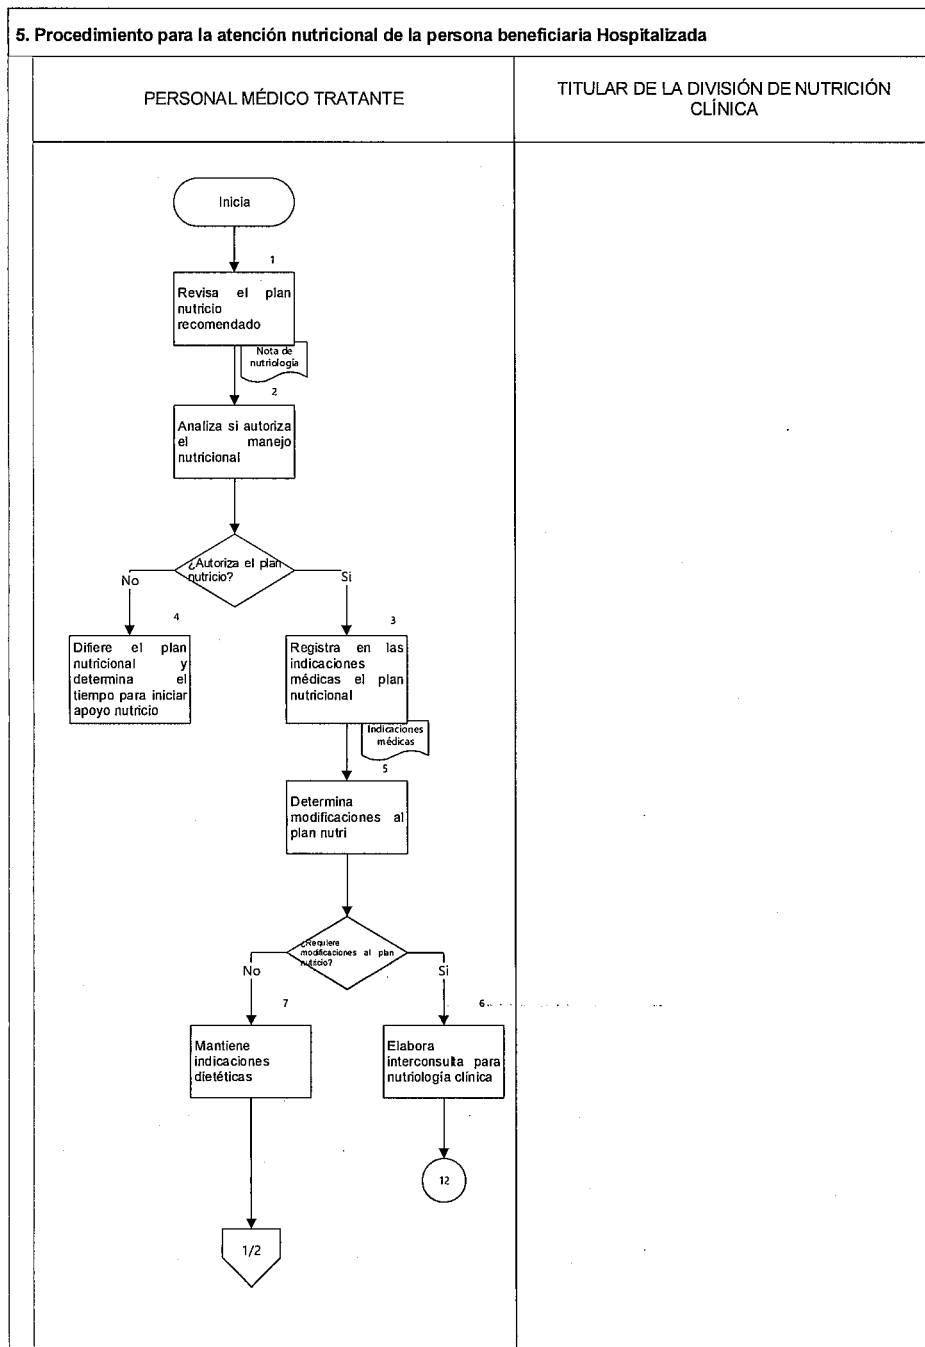 5. Procedimiento para la atención nutricional de la persona beneficiaria Hospitalizada
PERSONAL MÉDICO TRATANTE
TITULAR DE LA DIVISIÓN DE NUTRICIÓN
CLÍNICA
Inicia
1
Revisa el plan
nutricio
recomendado
Nota de
nutriología
2
Analiza si autoriza
el manejo
nutricional
¿Autoriza el plan
nutricio?
No
Si
4
3
Difiere el plan
nutricional y
determina el
tiempo para iniciar
apoyo nutricio
Registra en las
indicaciones
médicas el plan
nutricional
Indicaciones
médicas
5
Determina
modificaciones al
plan nutri
¿Requiere
modificaciones al plan
nutricio?
No
Si
7
6
Mantiene
indicaciones
dietéticas
Elabora
interconsulta para
nutriología clínica
12
1/2